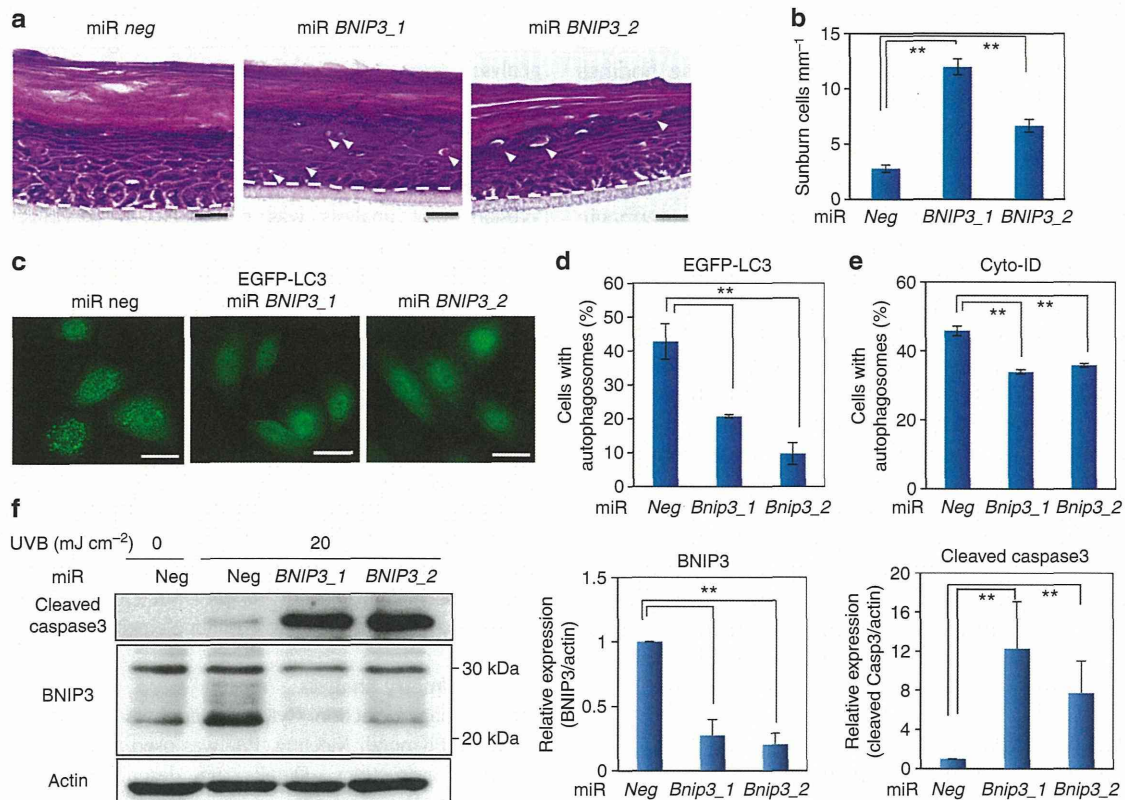 a
miR neg
miR BNIP3_1
miR BNIP3_2
b
Sunburn cells mm⁻¹
15
10
5
0
**
**
miR Neg BNIP3_1 BNIP3_2
c
EGFP-LC3
miR neg
miR BNIP3_1
miR BNIP3_2
d
EGFP-LC3
Cells with
autophagosomes (%)
60
50
40
30
20
10
0
**
miR Neg Bnip3_1 Bnip3_2
e
Cyto-ID
Cells with
autophagosomes (%)
60
40
20
0
**
**
miR Neg Bnip3_1 Bnip3_2
f
UVB (mJ cm⁻²) 0 20
miR Neg Neg BNIP3_1 BNIP3_2
Cleaved
caspase3
BNIP3
30 kDa
20 kDa
Actin
BNIP3
Relative expression
(BNIP3/actin)
1.5
1
0.5
0
**
miR Neg Bnip3_1 Bnip3_2
Cleaved caspase3
Relative expression
(cleaved Casp3/actin)
20
16
12
8
4
0
**
**
miR Neg Bnip3_1 Bnip3_2